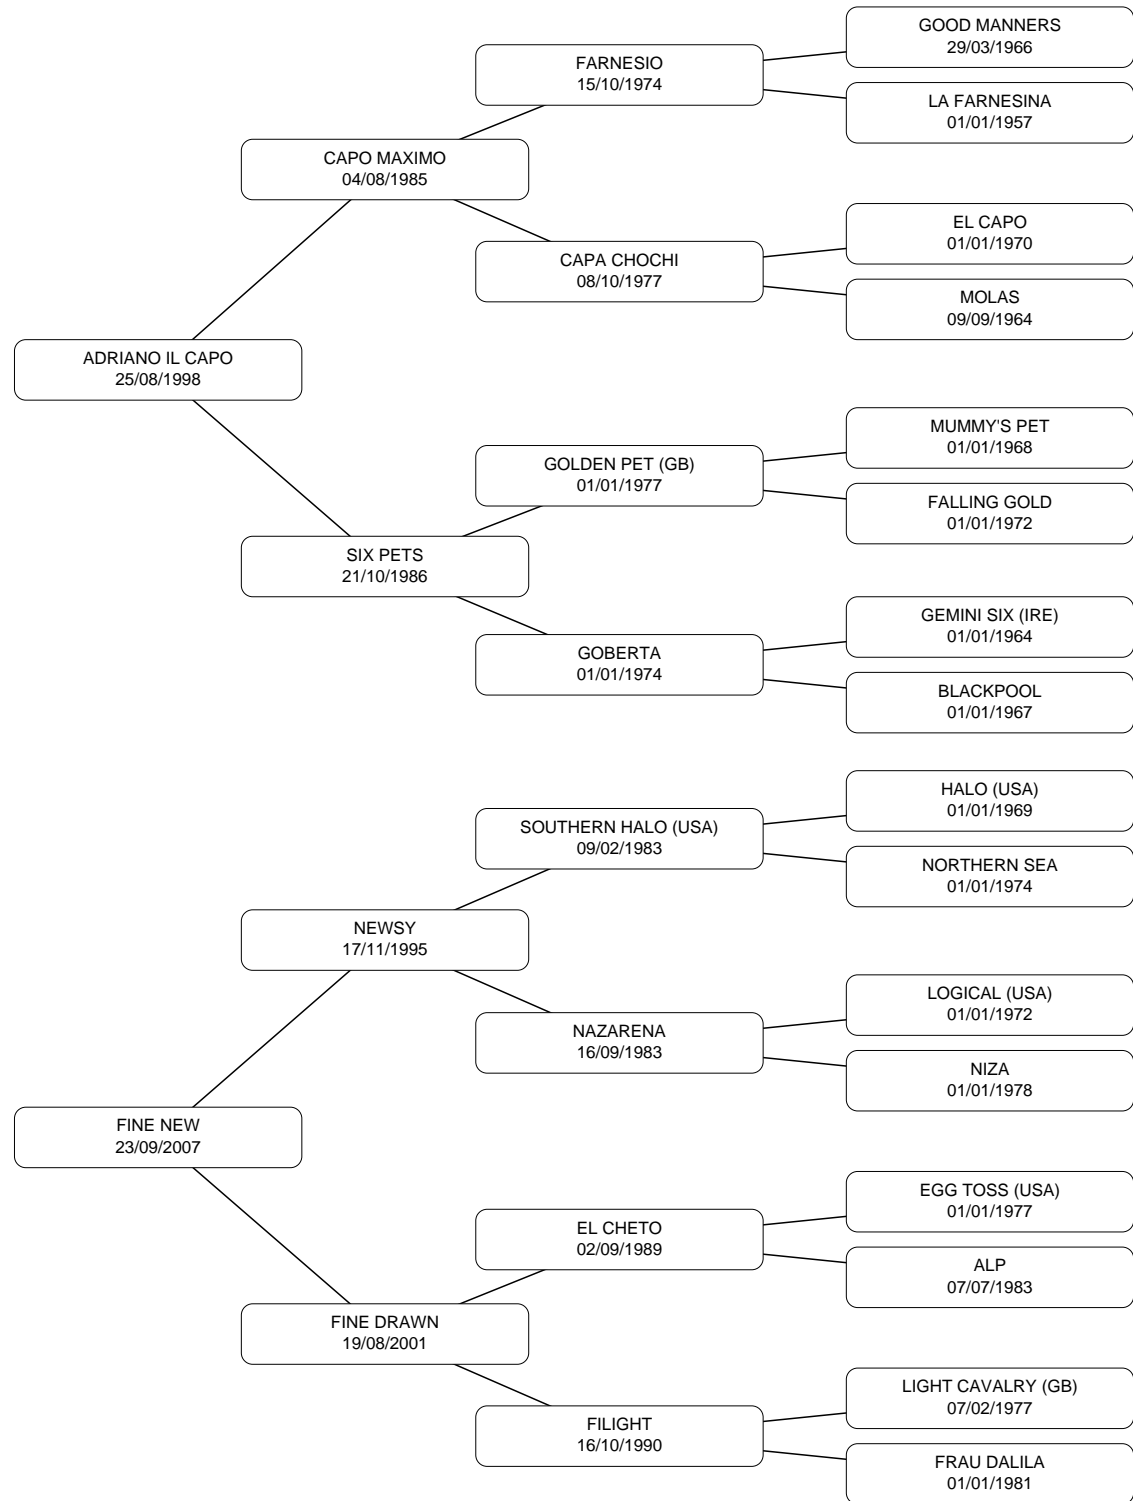 GOOD MANNERS
29/03/1966
FARNESIO
15/10/1974
LA FARNESINA
01/01/1957
CAPO MAXIMO
04/08/1985
EL CAPO
01/01/1970
CAPA CHOCHI
08/10/1977
MOLAS
09/09/1964
ADRIANO IL CAPO
25/08/1998
MUMMY'S PET
01/01/1968
GOLDEN PET (GB)
01/01/1977
FALLING GOLD
01/01/1972
SIX PETS
21/10/1986
GEMINI SIX (IRE)
01/01/1964
GOBERTA
01/01/1974
BLACKPOOL
01/01/1967
HALO (USA)
01/01/1969
SOUTHERN HALO (USA)
09/02/1983
NORTHERN SEA
01/01/1974
NEWSY
17/11/1995
LOGICAL (USA)
01/01/1972
NAZARENA
16/09/1983
NIZA
01/01/1978
FINE NEW
23/09/2007
EGG TOSS (USA)
01/01/1977
EL CHETO
02/09/1989
ALP
07/07/1983
FINE DRAWN
19/08/2001
LIGHT CAVALRY (GB)
07/02/1977
FILIGHT
16/10/1990
FRAU DALILA
01/01/1981